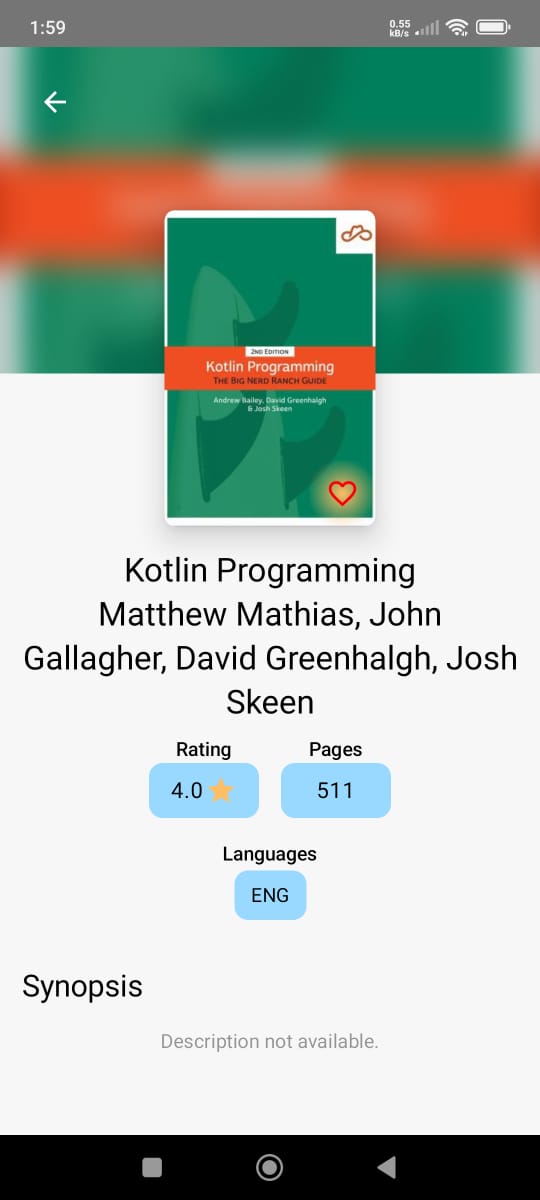 1:59
0.55
kB/s
2ND EDITION
Kotlin Programming
THE BIG NERD RANCH GUIDE
Andrew Bailey, David Greenhalgh
& Josh Skeen
Kotlin Programming
Matthew Mathias, John
Gallagher, David Greenhalgh, Josh
Skeen
Rating
Pages
4.0
511
Languages
ENG
Synopsis
Description not available.